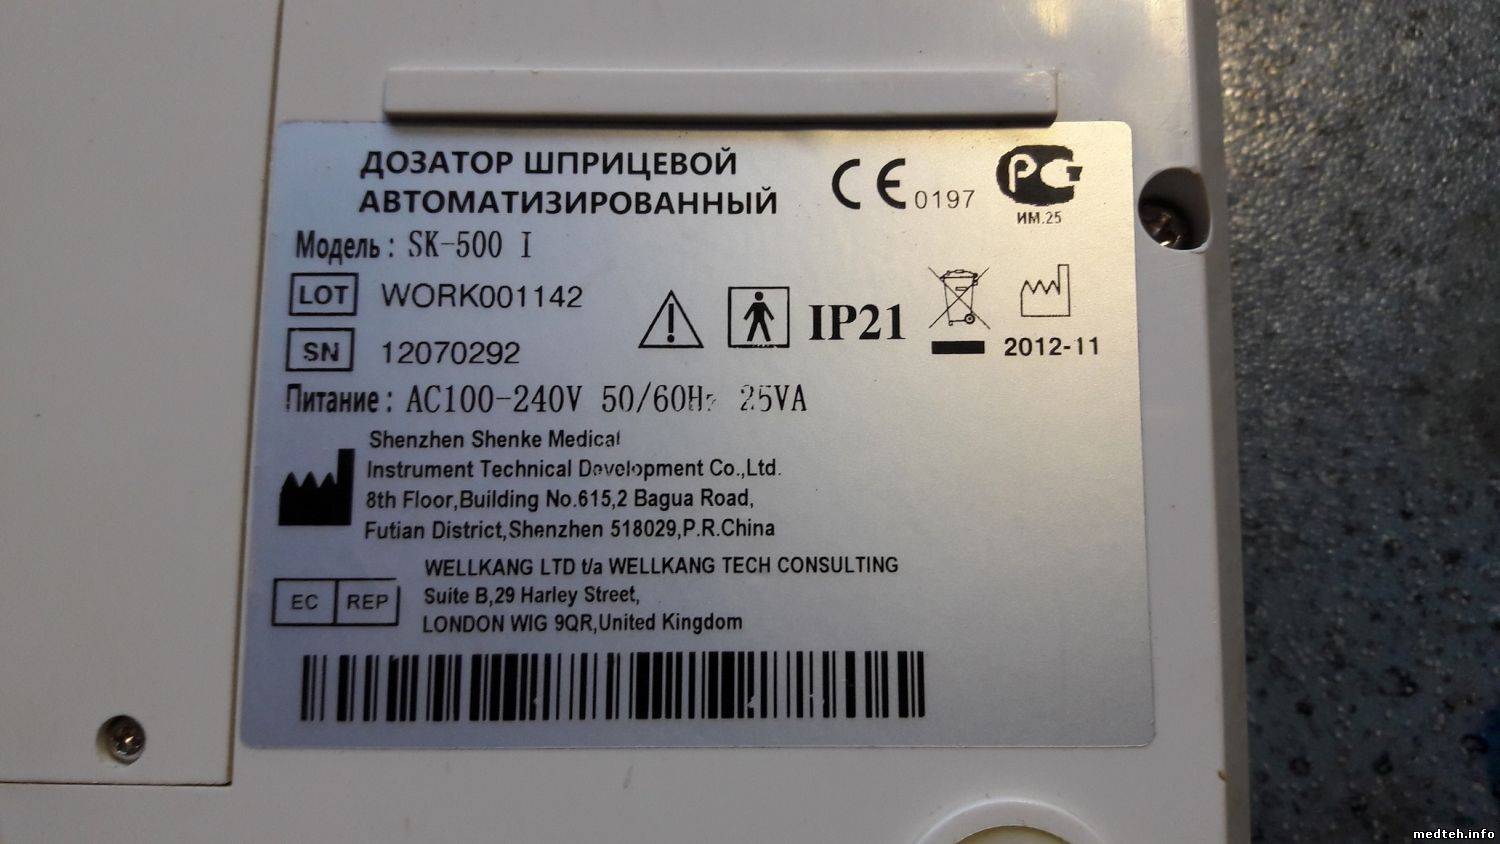 ДОЗАТОР ШПРИЦЕВОЙ
АВТОМАТИЗИРОВАННЫЙ
CE 0197
РС
ИМ.25
Модель: SK-500 I
LOT WORK001142
SN 12070292
IP21
2012-11
Питание: AC100-240V 50/60Hz 25VA
Shenzhen Shenke Medical
Instrument Technical Development Co.,Ltd.
8th Floor,Building No.615,2 Bagua Road,
Futian District,Shenzhen 518029,P.R.China
EC REP
WELLKANG LTD t/a WELLKANG TECH CONSULTING
Suite B,29 Harley Street,
LONDON WIG 9QR,United Kingdom
medteh.info